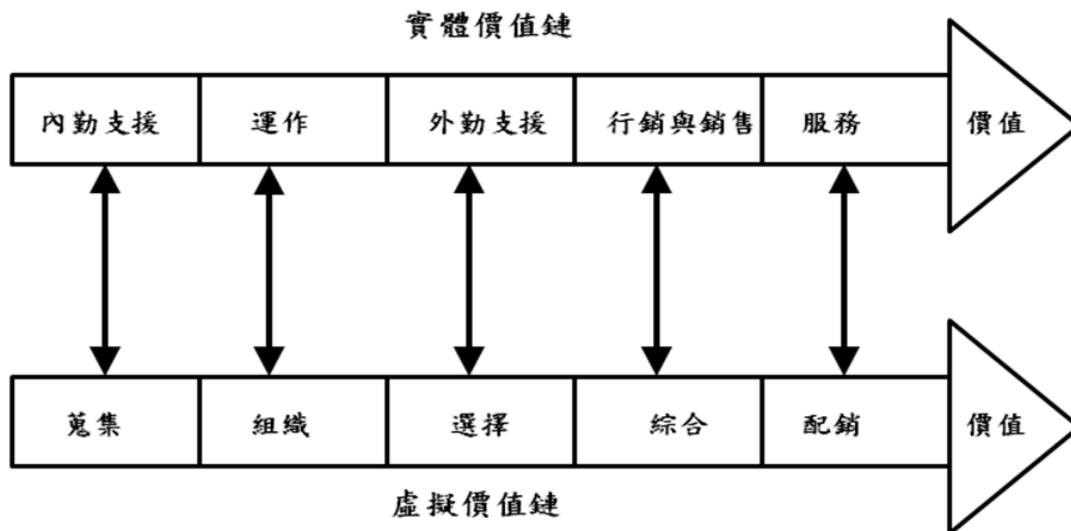 實體價值鏈
內勤支援 運作 外勤支援 行銷與銷售 服務 價值
蒐集 組織 選擇 綜合 配銷 價值
虛擬價值鏈